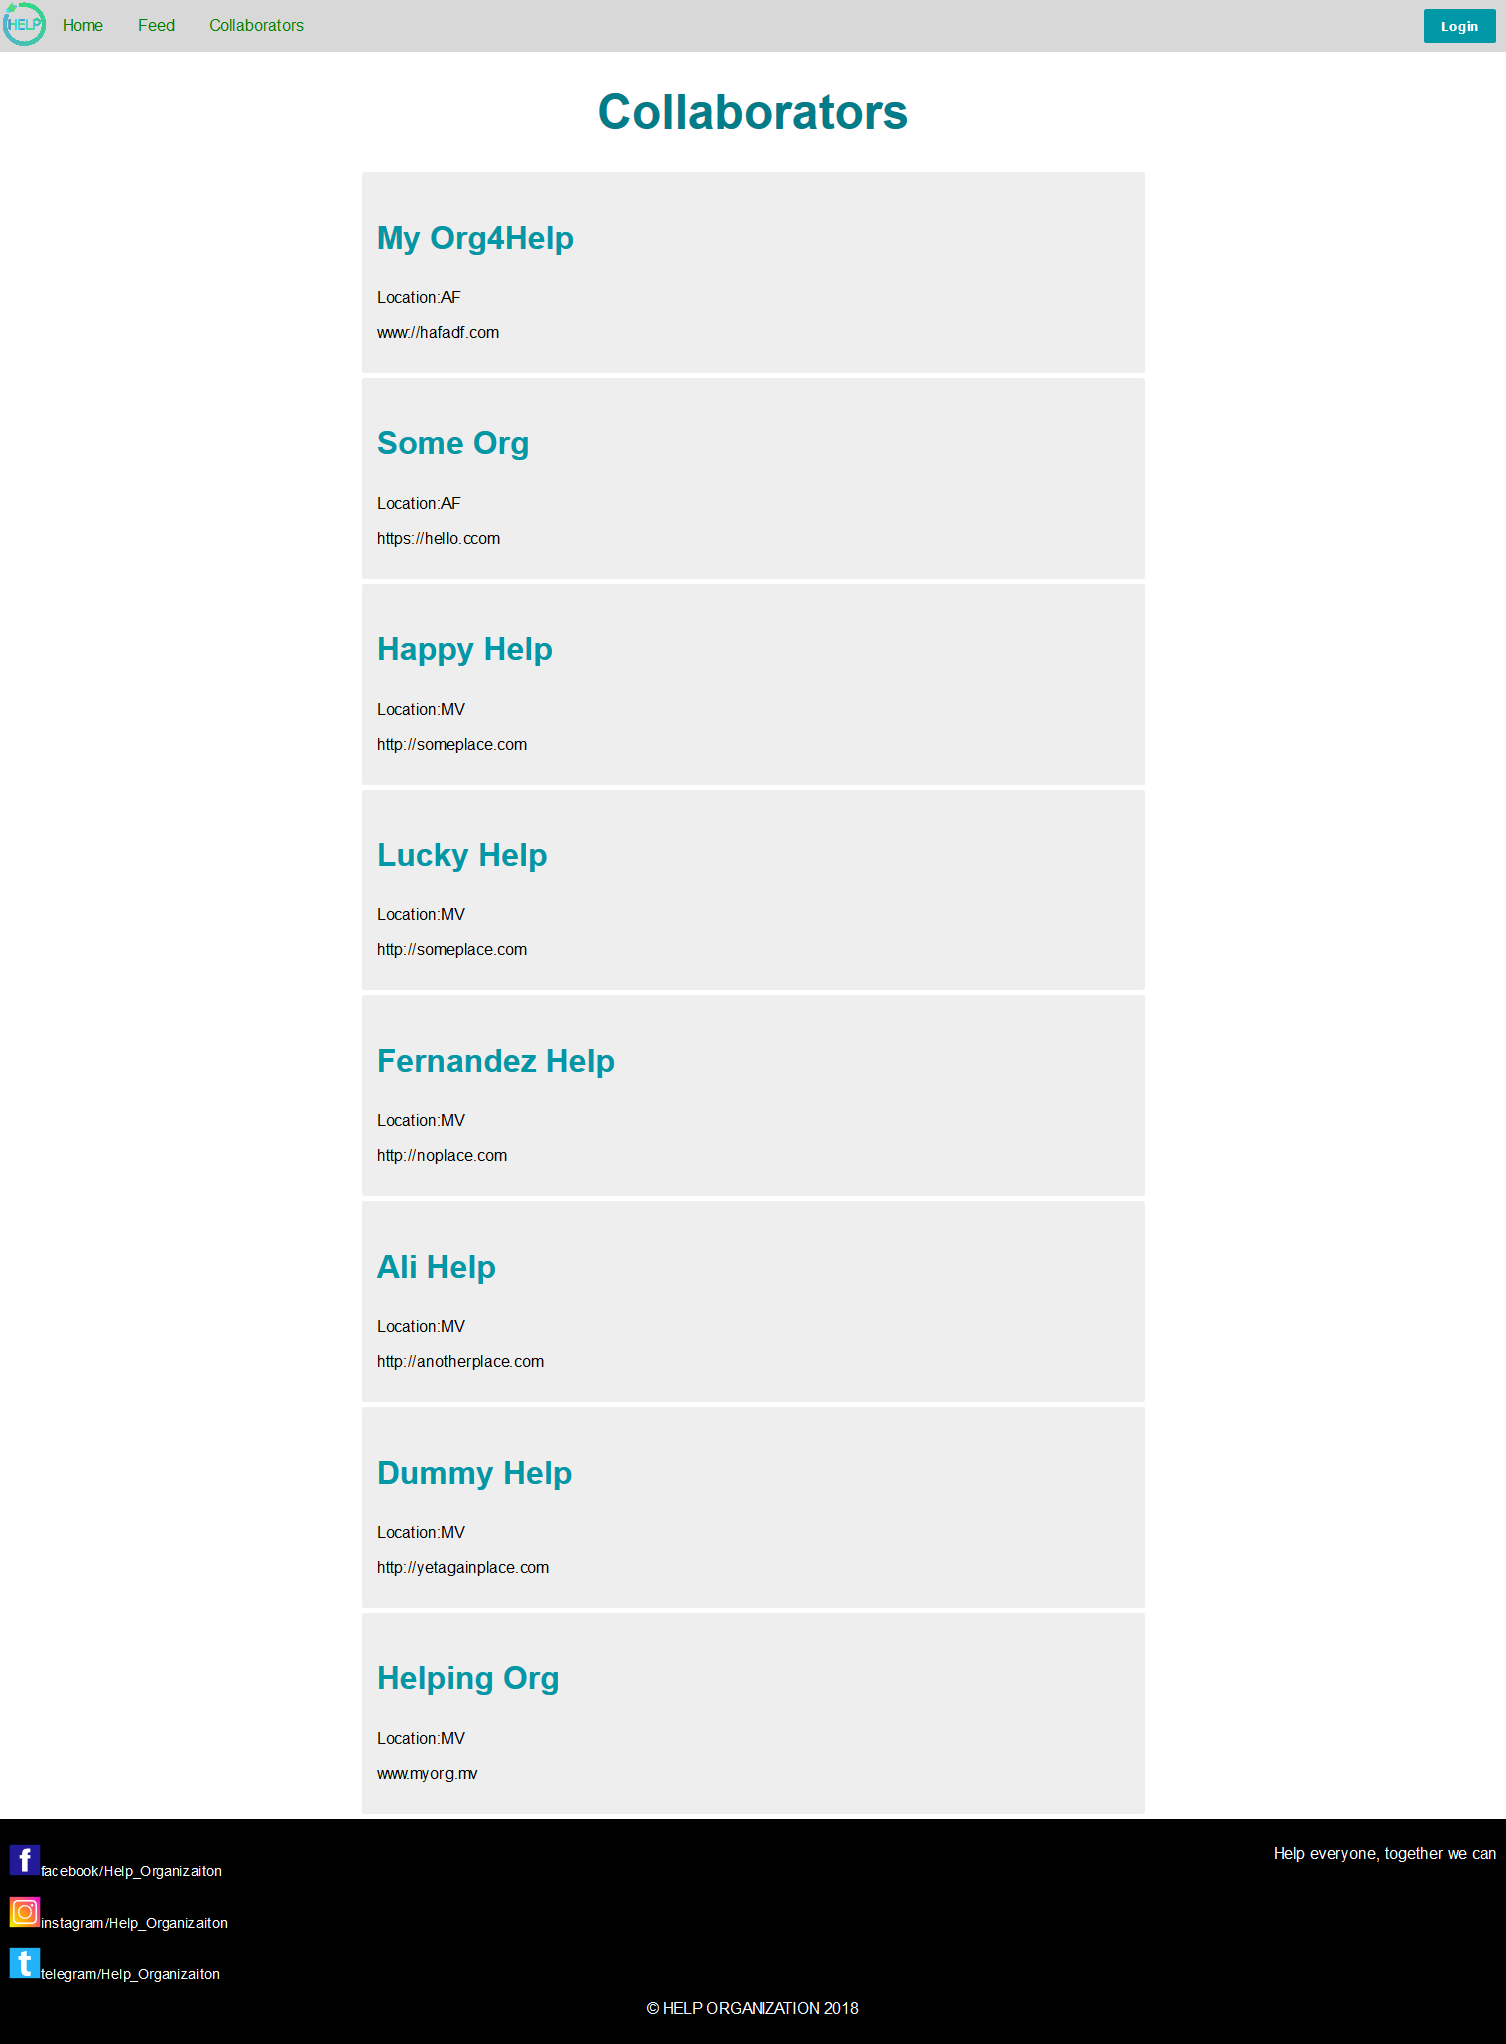 HELP
Home Feed Collaborators Login
Collaborators
My Org4Help
Location:AF
www://hafadf.com
Some Org
Location:AF
https://hello.ccom
Happy Help
Location:MV
http://someplace.com
Lucky Help
Location:MV
http://someplace.com
Fernandez Help
Location:MV
http://noplace.com
Ali Help
Location:MV
http://anotherplace.com
Dummy Help
Location:MV
http://yetagainplace.com
Helping Org
Location:MV
www.myorg.mv
facebook/Help_Organizaiton
instagram/Help_Organizaiton
telegram/Help_Organizaiton
Help everyone, together we can
© HELP ORGANIZATION 2018